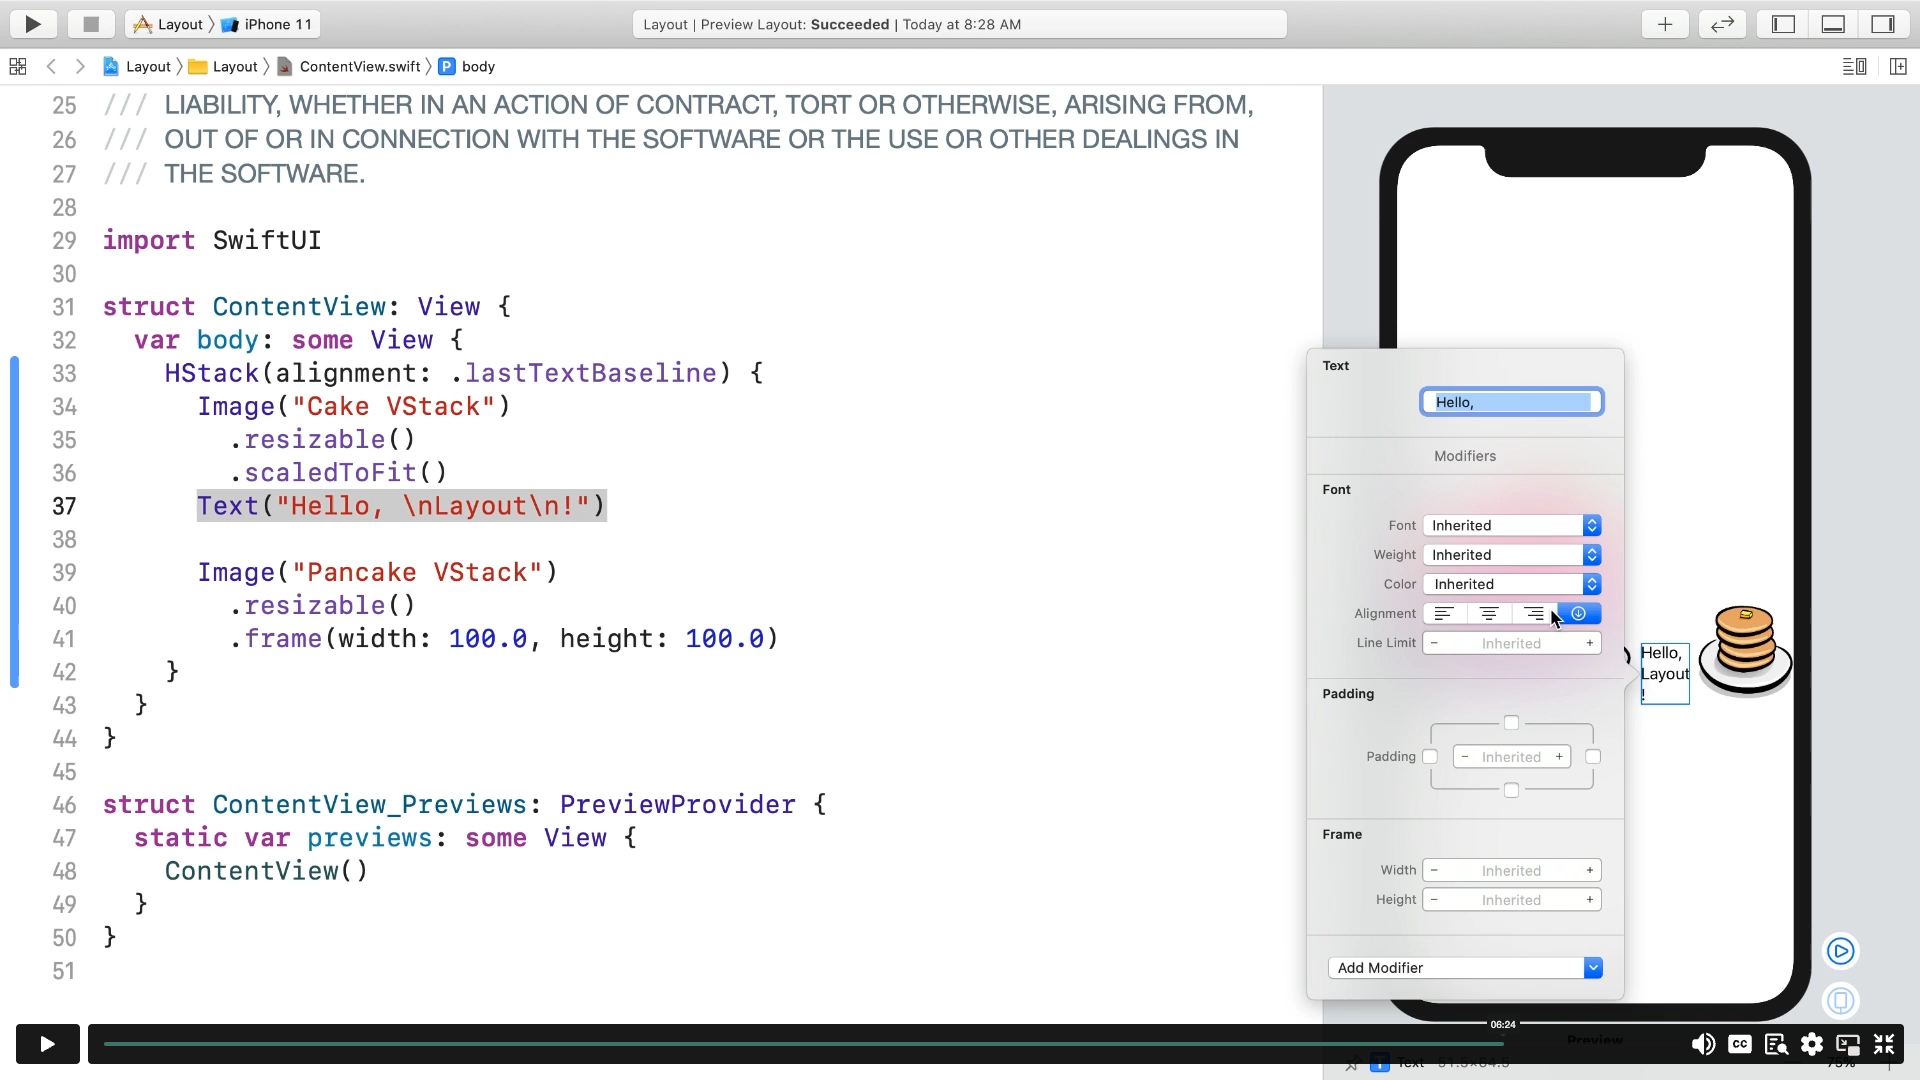 Layout 〉 iPhone 11
Layout | Preview Layout: Succeeded | Today at 8:28 AM
Layout 〉 Layout 〉 ContentView.swift 〉 P body
25 /// LIABILITY, WHETHER IN AN ACTION OF CONTRACT, TORT OR OTHERWISE, ARISING FROM,
26 /// OUT OF OR IN CONNECTION WITH THE SOFTWARE OR THE USE OR OTHER DEALINGS IN
27 /// THE SOFTWARE.
28
29 import SwiftUI
30
31 struct ContentView: View {
32 var body: some View {
33 HStack(alignment: .lastTextBaseline) {
34 Image("Cake VStack")
35 .resizable()
36 .scaledToFit()
37 Text("Hello, \nLayout\n!")
38
39 Image("Pancake VStack")
40 .resizable()
41 .frame(width: 100.0, height: 100.0)
42 }
43 }
44 }
45
46 struct ContentView_Previews: PreviewProvider {
47 static var previews: some View {
48 ContentView()
49 }
50 }
51
Text
Hello,
Modifiers
Font
Font Inherited
Weight Inherited
Color Inherited
Alignment
Line Limit − Inherited +
Padding
Padding − Inherited +
Frame
Width − Inherited +
Height − Inherited +
Add Modifier
Hello,
Layout
!
06:24
CC
Preview
T Text 51.5×64.5 75% +